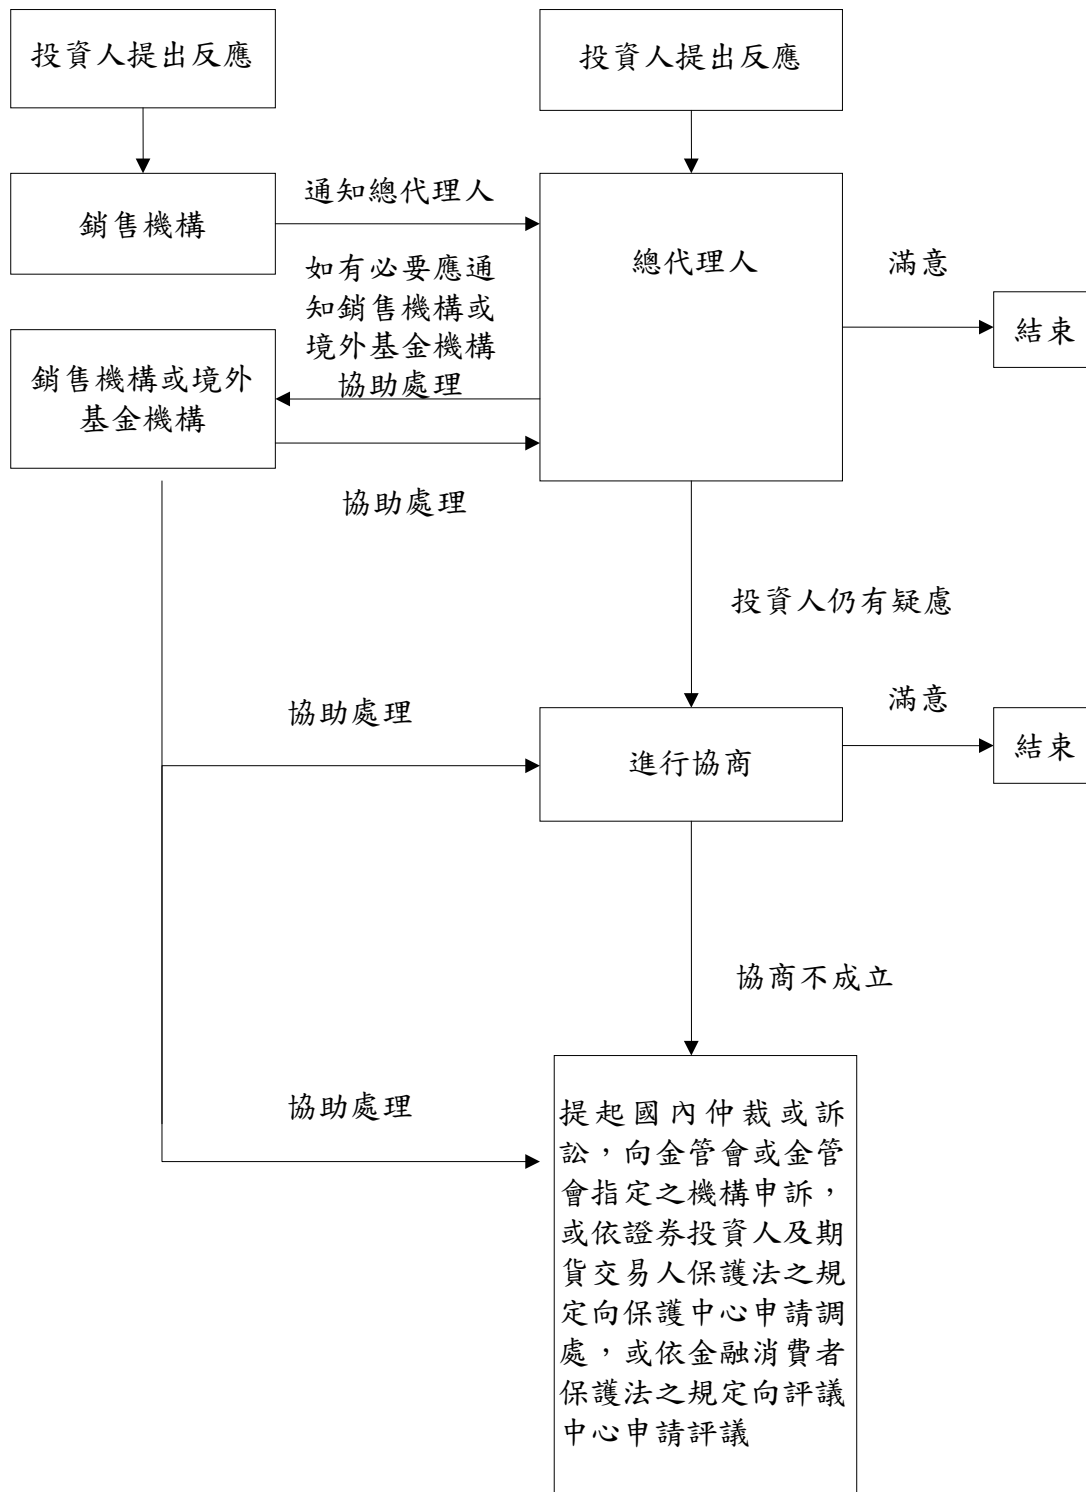 投資人提出反應
投資人提出反應
銷售機構
通知總代理人
總代理人
滿意
結束
如有必要應通
知銷售機構或
境外基金機構
協助處理
銷售機構或境外
基金機構
協助處理
投資人仍有疑慮
協助處理
進行協商
滿意
結束
協商不成立
協助處理
提起國內仲裁或訴
訟，向金管會或金管
會指定之機構申訴，
或依證券投資人及期
貨交易人保護法之規
定向保護中心申請調
處，或依金融消費者
保護法之規定向評議
中心申請評議